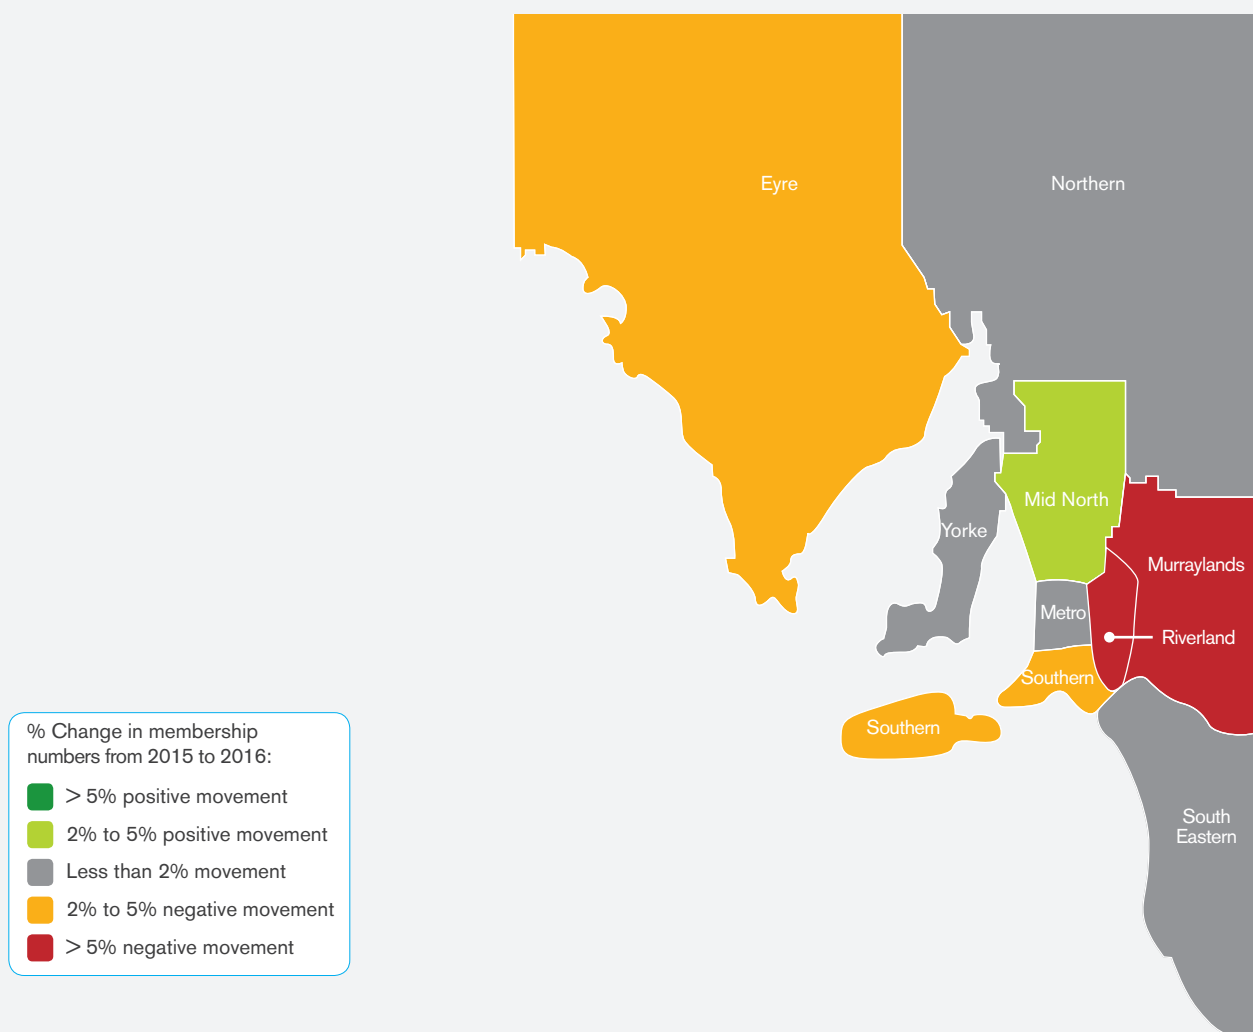 Eyre
Northern
Mid North
Yorke
Murraylands
Metro
Riverland
Southern
Southern
South
Eastern
% Change in membership
numbers from 2015 to 2016:
> 5% positive movement
2% to 5% positive movement
Less than 2% movement
2% to 5% negative movement
> 5% negative movement